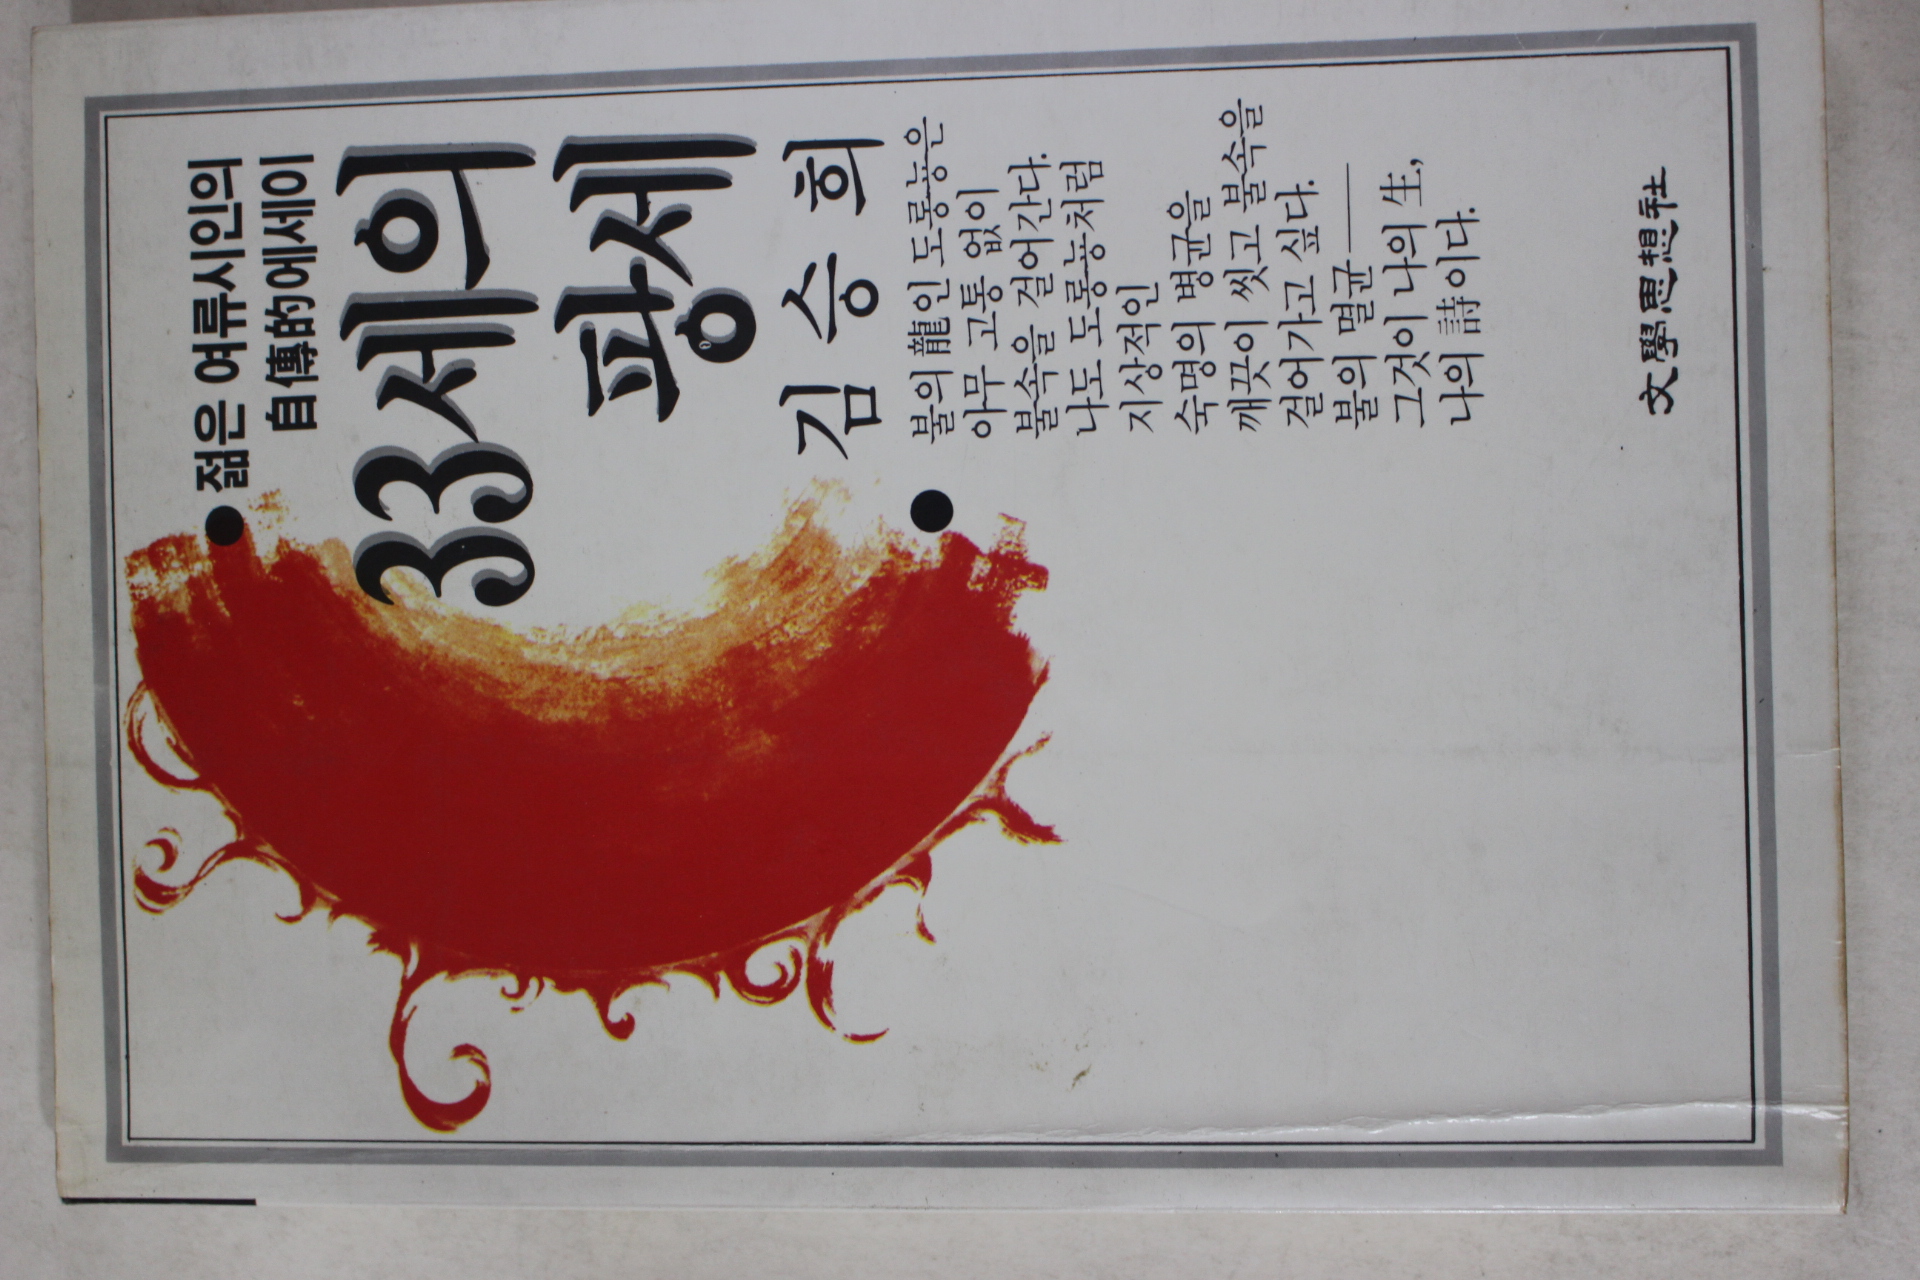 젊은 여류시인의
自傳的에세이
33세의
팡세
김승희
불의 龍인 도롱뇽은
아무 고통 없이
불속을 걸어간다.
나도 도롱뇽처럼
지상적인
숙명의 병균을
깨끗이 씻고 불속을
걸어가고 싶다.
불의 멸균——
그것이 나의 生,
나의 詩이다.
文學思想社